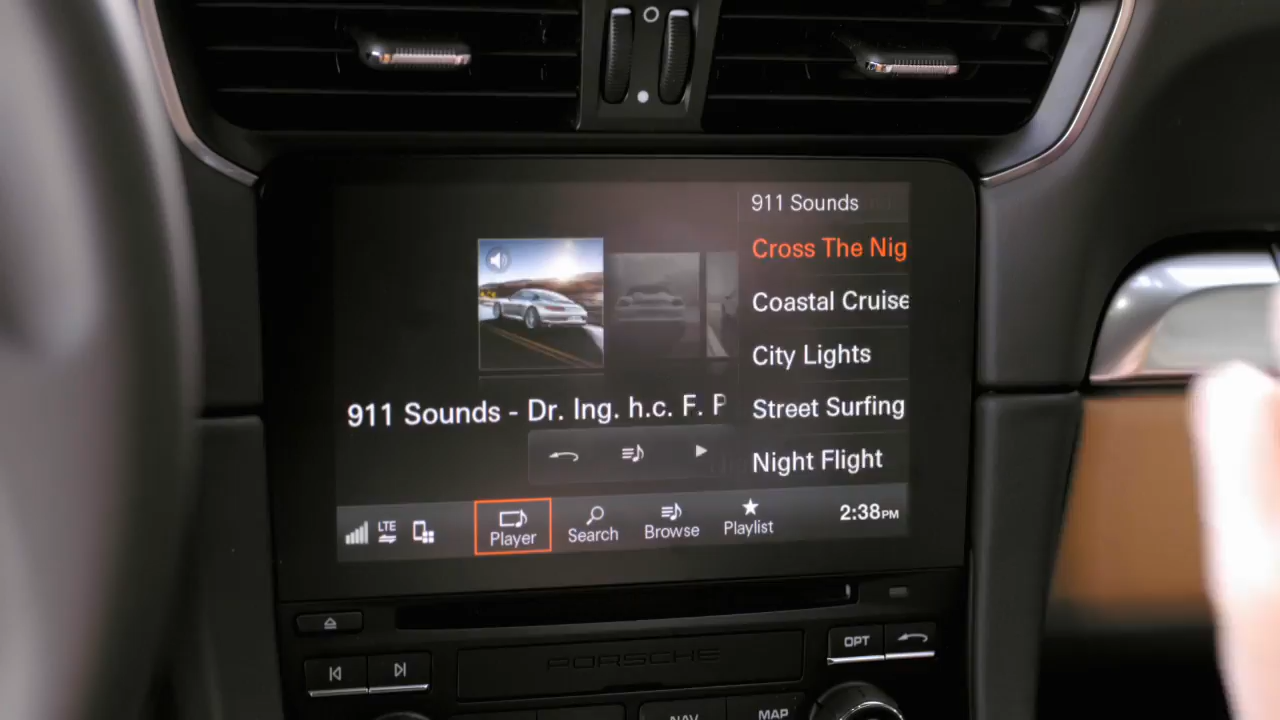 911 Sounds
Cross The Nig
Coastal Cruise
City Lights
Street Surfing
Night Flight
911 Sounds - Dr. Ing. h.c. F. P
LTE
Player
Search
Browse
Playlist
2:38PM
OPT
PORSCHE
NAV
MAP